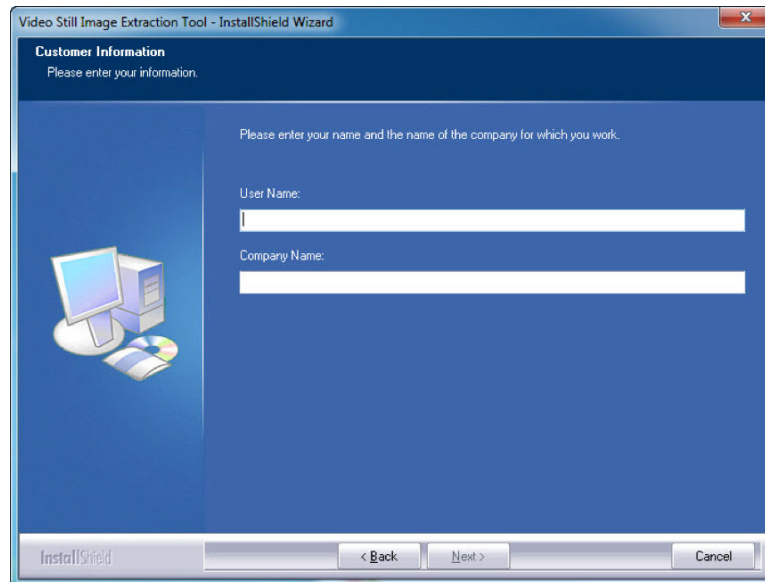 Video Still Image Extraction Tool - InstallShield Wizard
Customer Information
Please enter your information.
Please enter your name and the name of the company for which you work.
User Name:
Company Name:
InstallShield
< Back
Next >
Cancel